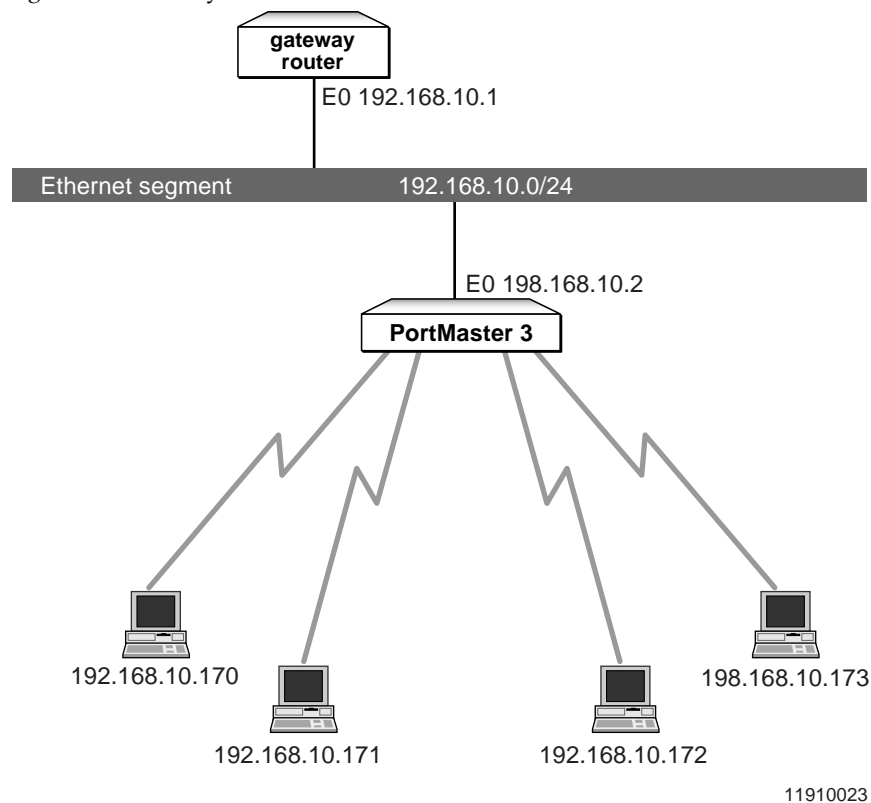 gateway
router
E0 192.168.10.1
Ethernet segment 192.168.10.0/24
E0 198.168.10.2
PortMaster 3
192.168.10.170
198.168.10.173
192.168.10.171
192.168.10.172
11910023